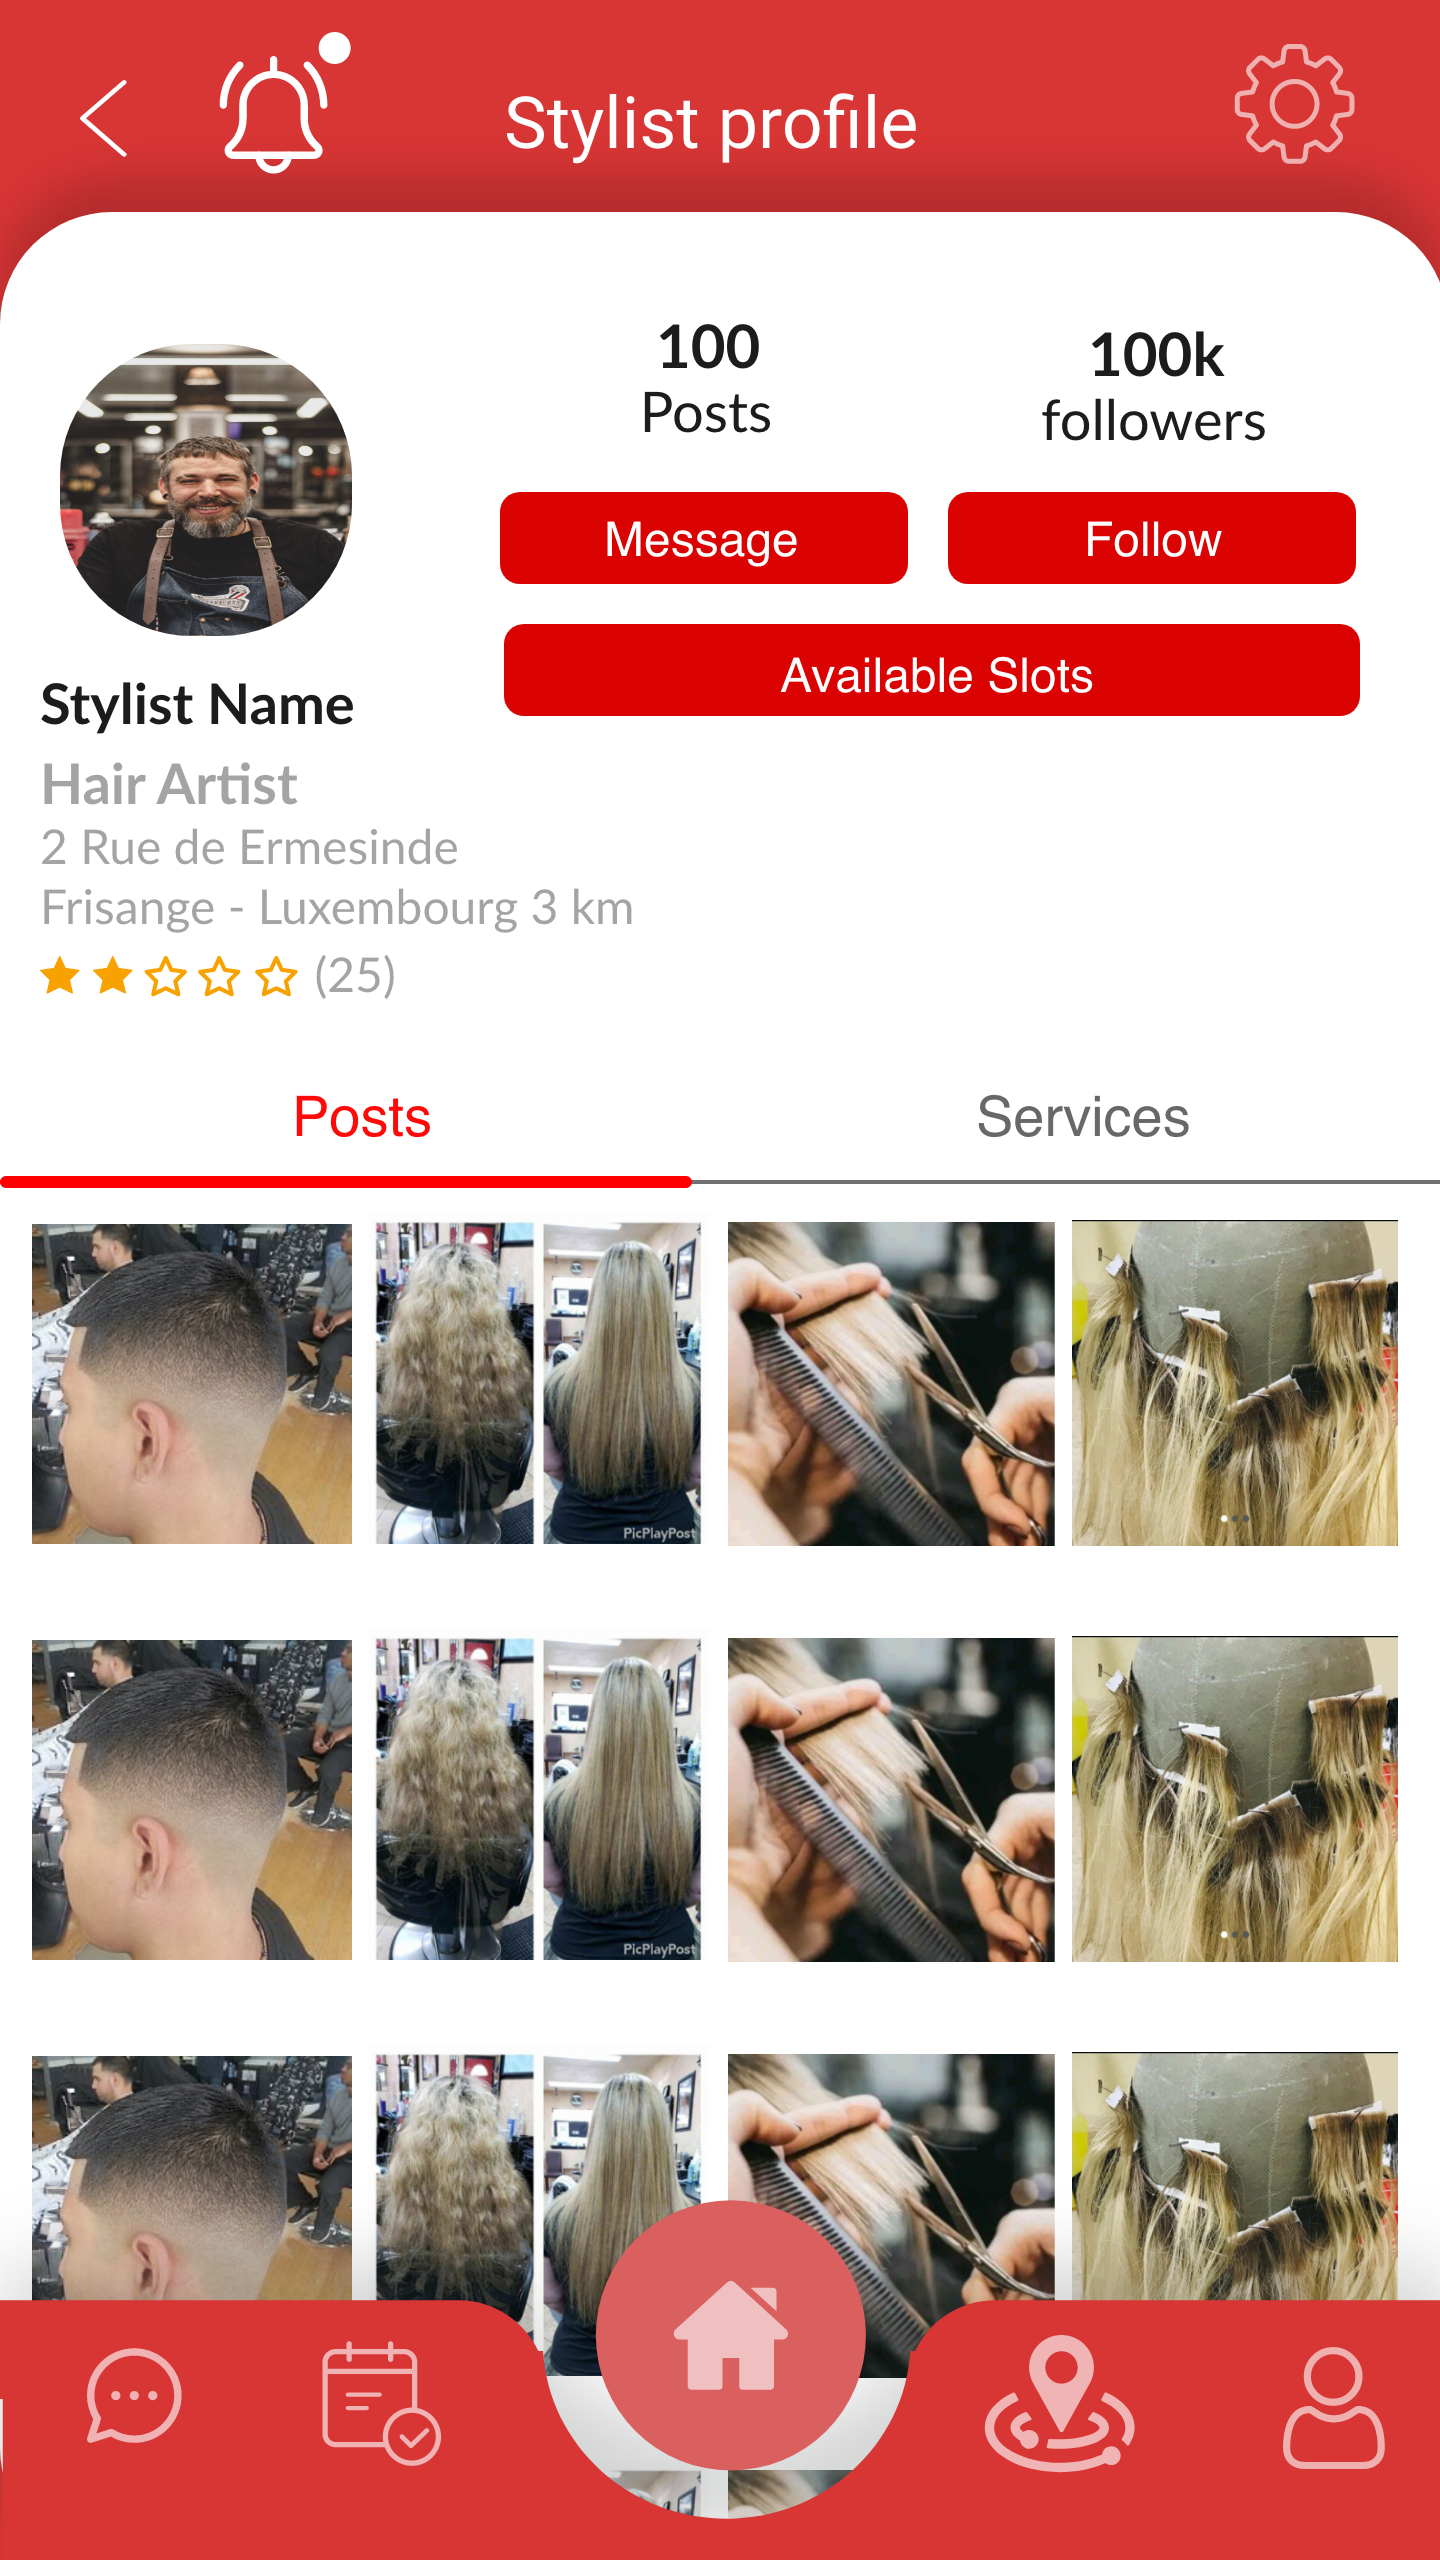 Stylist profile
100
Posts
100k
followers
Message
Follow
Available Slots
Stylist Name
Hair Artist
2 Rue de Ermesinde
Frisange - Luxembourg 3 km
(25)
Posts
Services
PicPlayPost
PicPlayPost